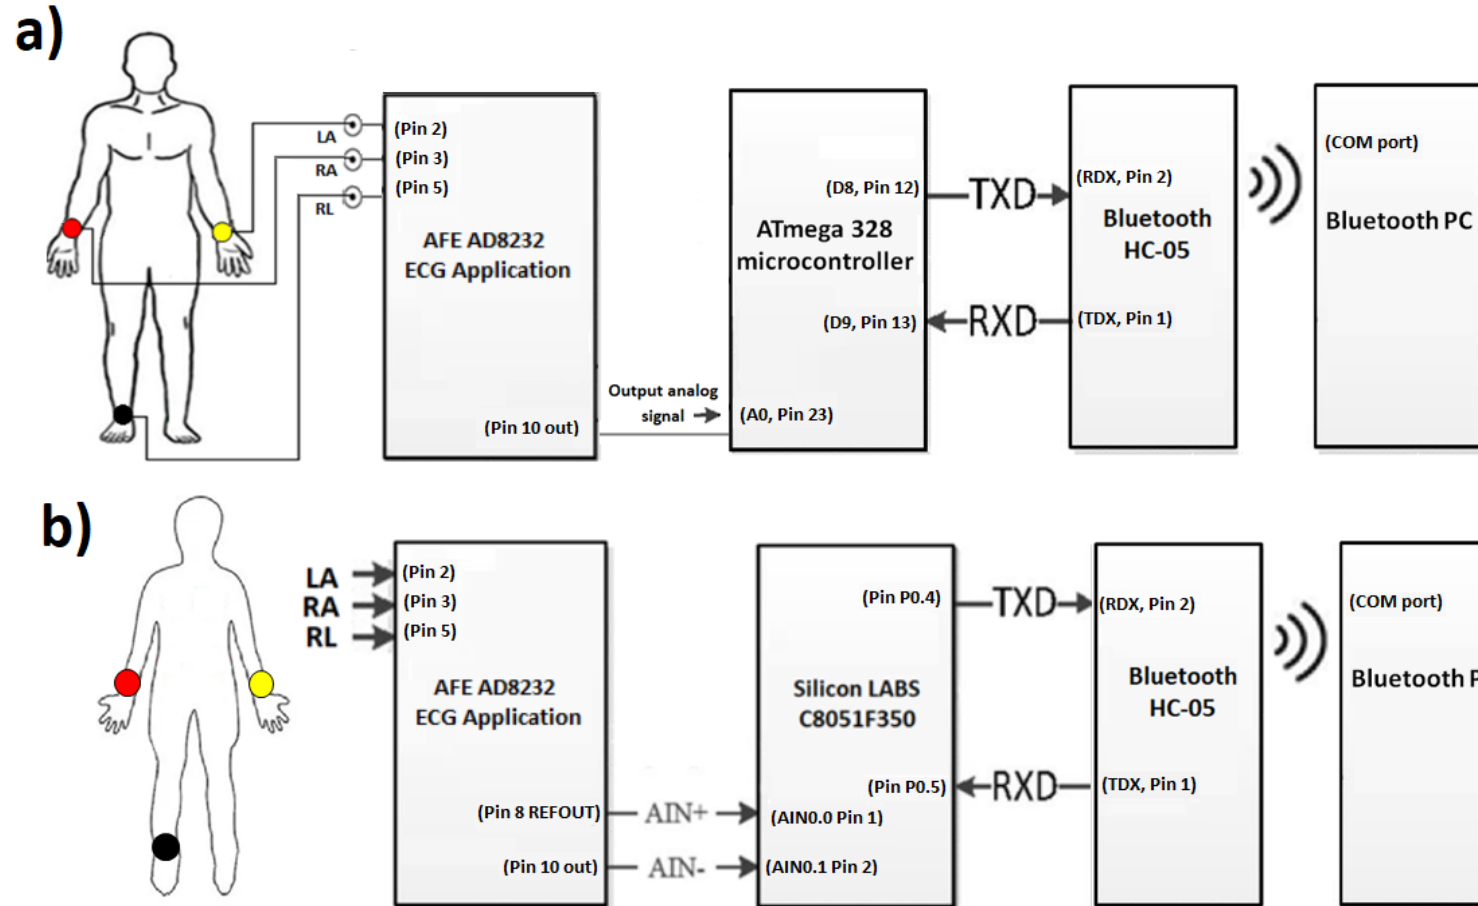 a)
LA
RA
RL
(Pin 2)
(Pin 3)
(Pin 5)
AFE AD8232
ECG Application
(Pin 10 out)
Output analog
signal
(D8, Pin 12)
ATmega 328
microcontroller
(D9, Pin 13)
(A0, Pin 23)
TXD
RXD
(RDX, Pin 2)
Bluetooth
HC-05
(TDX, Pin 1)
(COM port)
Bluetooth PC
b)
LA
RA
RL
(Pin 2)
(Pin 3)
(Pin 5)
AFE AD8232
ECG Application
(Pin 8 REFOUT)
(Pin 10 out)
AIN+
AIN-
(Pin P0.4)
Silicon LABS
C8051F350
(Pin P0.5)
(AIN0.0 Pin 1)
(AIN0.1 Pin 2)
TXD
RXD
(RDX, Pin 2)
Bluetooth
HC-05
(TDX, Pin 1)
(COM port)
Bluetooth P